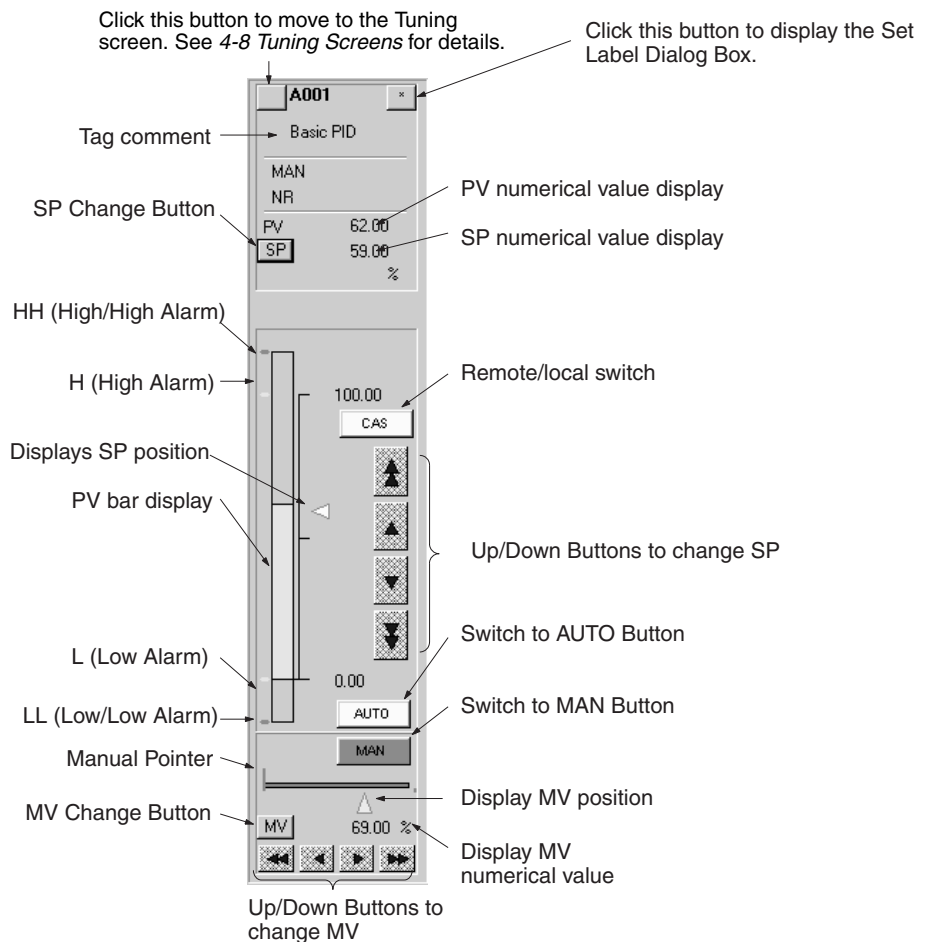 Click this button to move to the Tuning
screen. See 4-8 Tuning Screens for details.
Click this button to display the Set
Label Dialog Box.
A001
*
Tag comment
Basic PID
MAN
NR
SP Change Button
PV
62.00
PV numerical value display
SP
59.00
SP numerical value display
%
HH (High/High Alarm)
H (High Alarm)
100.00
Remote/local switch
CAS
Displays SP position
PV bar display
Up/Down Buttons to change SP
Switch to AUTO Button
L (Low Alarm)
0.00
LL (Low/Low Alarm)
AUTO
Switch to MAN Button
MAN
Manual Pointer
Display MV position
MV Change Button
MV
69.00 %
Display MV
numerical value
Up/Down Buttons to
change MV